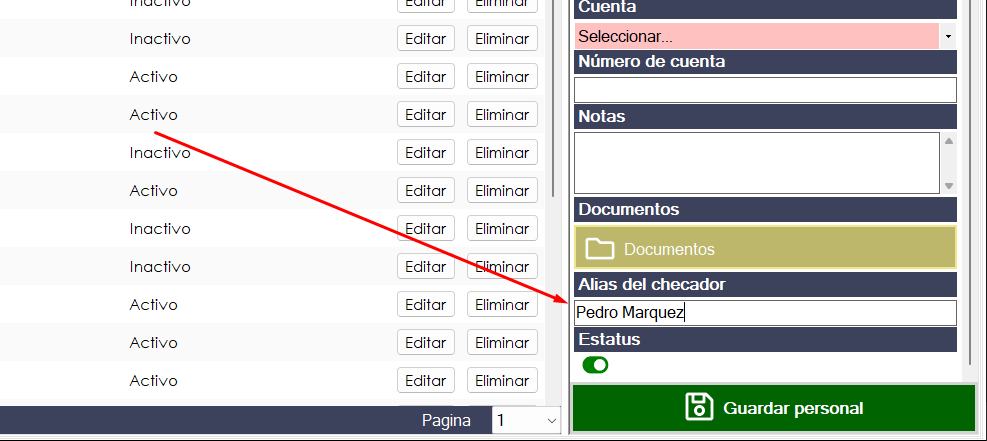 Inactivo Editar Eliminar
Inactivo Editar Eliminar
Activo Editar Eliminar
Activo Editar Eliminar
Inactivo Editar Eliminar
Activo Editar Eliminar
Inactivo Editar Eliminar
Inactivo Editar Eliminar
Activo Editar Eliminar
Activo Editar Eliminar
Activo Editar Eliminar
Pagina 1
Cuenta
Seleccionar...
Número de cuenta
Notas
Documentos
Documentos
Alias del checador
Pedro Marquez
Estatus
Guardar personal